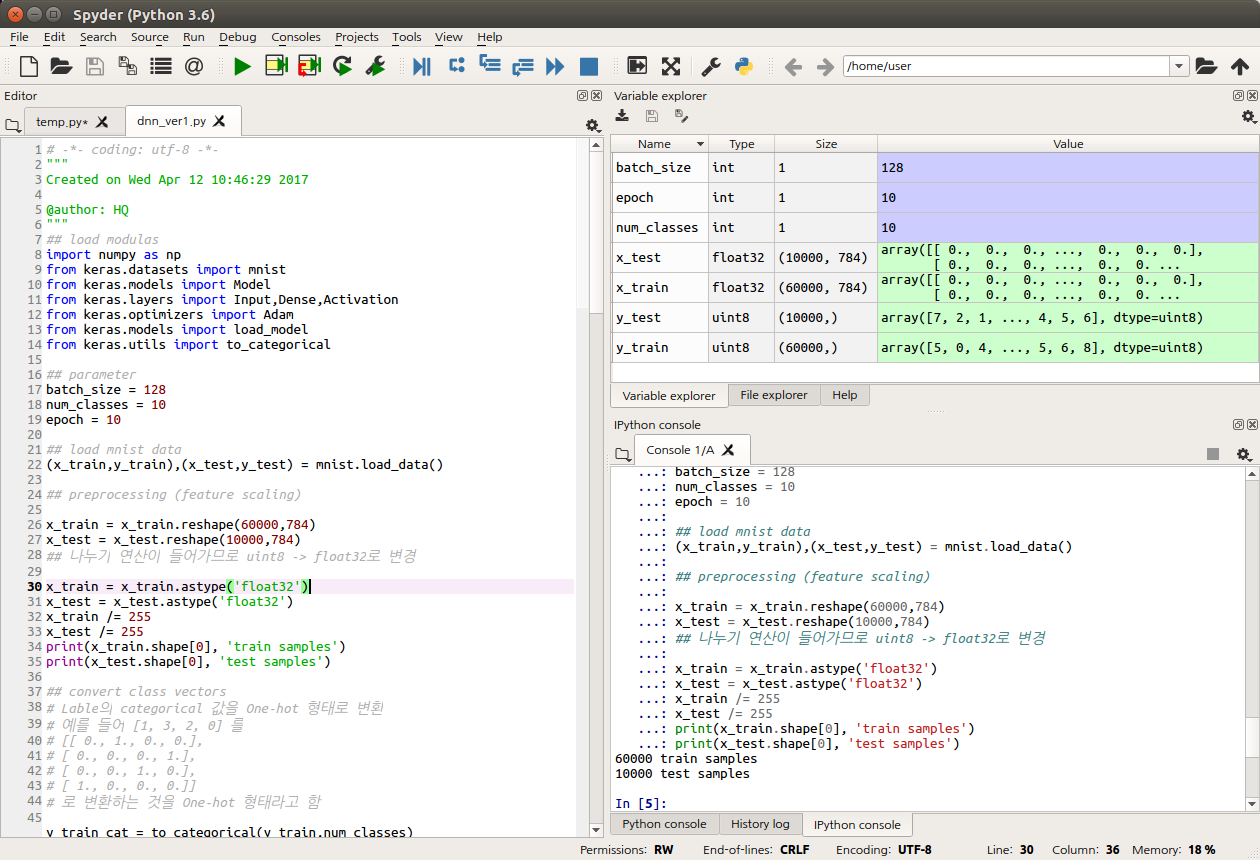 Spyder (Python 3.6)
File Edit Search Source Run Debug Consoles Projects Tools View Help
/home/user
Editor
temp.py* dnn_ver1.py
1 # -*- coding: utf-8 -*-
2 """
3 Created on Wed Apr 12 10:46:29 2017
4
5 @author: HQ
6 """
7 ## load modulas
8 import numpy as np
9 from keras.datasets import mnist
10 from keras.models import Model
11 from keras.layers import Input,Dense,Activation
12 from keras.optimizers import Adam
13 from keras.models import load_model
14 from keras.utils import to_categorical
15
16 ## parameter
17 batch_size = 128
18 num_classes = 10
19 epoch = 10
20
21 ## load mnist data
22 (x_train,y_train),(x_test,y_test) = mnist.load_data()
23
24 ## preprocessing (feature scaling)
25
26 x_train = x_train.reshape(60000,784)
27 x_test = x_test.reshape(10000,784)
28 ## 나누기 연산이 들어가므로 uint8 -> float32로 변경
29
30 x_train = x_train.astype('float32')
31 x_test = x_test.astype('float32')
32 x_train /= 255
33 x_test /= 255
34 print(x_train.shape[0], 'train samples')
35 print(x_test.shape[0], 'test samples')
36
37 ## convert class vectors
38 # Lable의 categorical 값을 One-hot 형태로 변환
39 # 예를 들어 [1, 3, 2, 0] 를
40 # [[ 0., 1., 0., 0.],
41 # [ 0., 0., 0., 1.],
42 # [ 0., 0., 1., 0.],
43 # [ 1., 0., 0., 0.]]
44 # 로 변환하는 것을 One-hot 형태라고 함
45
y_train_cat = to_categorical(y_train,num_classes)
Variable explorer
Name Type Size Value
batch_size int 1 128
epoch int 1 10
num_classes int 1 10
x_test float32 (10000, 784) array([[ 0., 0., 0., ..., 0., 0., 0.],
[ 0., 0., 0., ..., 0., 0. ...
x_train float32 (60000, 784) array([[ 0., 0., 0., ..., 0., 0., 0.],
[ 0., 0., 0., ..., 0., 0. ...
y_test uint8 (10000,) array([7, 2, 1, ..., 4, 5, 6], dtype=uint8)
y_train uint8 (60000,) array([5, 0, 4, ..., 5, 6, 8], dtype=uint8)
Variable explorer File explorer Help
IPython console
Console 1/A
...: batch_size = 128
...: num_classes = 10
...: epoch = 10
...:
...: ## load mnist data
...: (x_train,y_train),(x_test,y_test) = mnist.load_data()
...:
...: ## preprocessing (feature scaling)
...:
...: x_train = x_train.reshape(60000,784)
...: x_test = x_test.reshape(10000,784)
...: ## 나누기 연산이 들어가므로 uint8 -> float32로 변경
...:
...: x_train = x_train.astype('float32')
...: x_test = x_test.astype('float32')
...: x_train /= 255
...: x_test /= 255
...: print(x_train.shape[0], 'train samples')
...: print(x_test.shape[0], 'test samples')
60000 train samples
10000 test samples
In [5]:
Python console History log IPython console
Permissions: RW End-of-lines: CRLF Encoding: UTF-8 Line: 30 Column: 36 Memory: 18 %